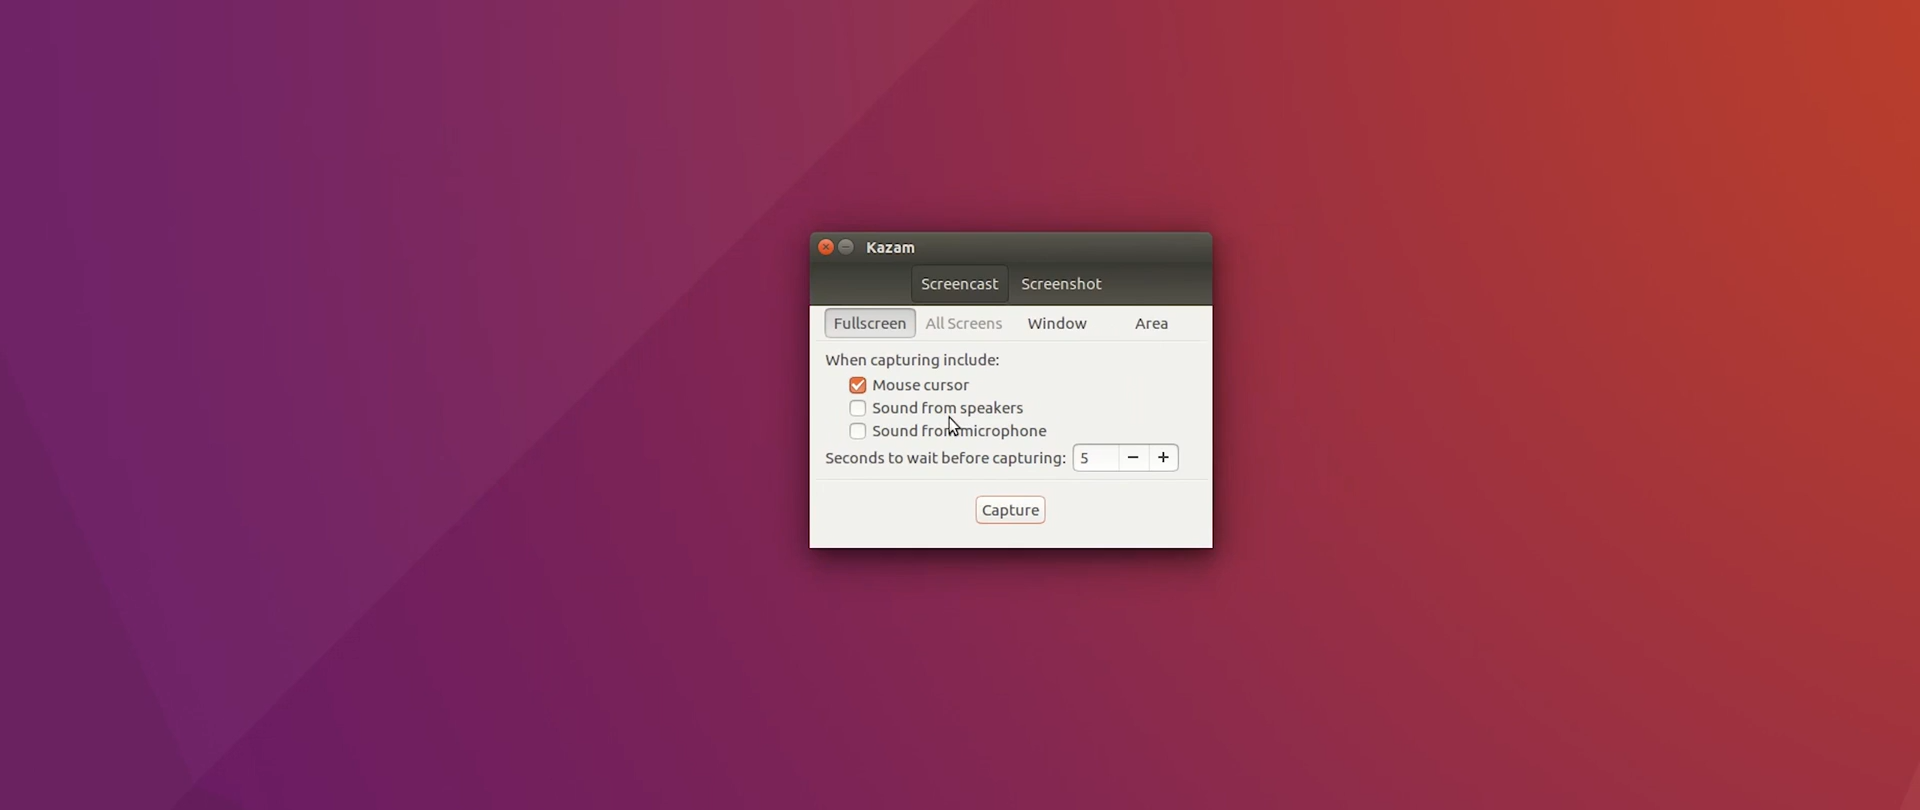 Kazam
Screencast Screenshot
Fullscreen All Screens Window Area
When capturing include:
Mouse cursor
Sound from speakers
Sound from microphone
Seconds to wait before capturing: 5 − +
Capture